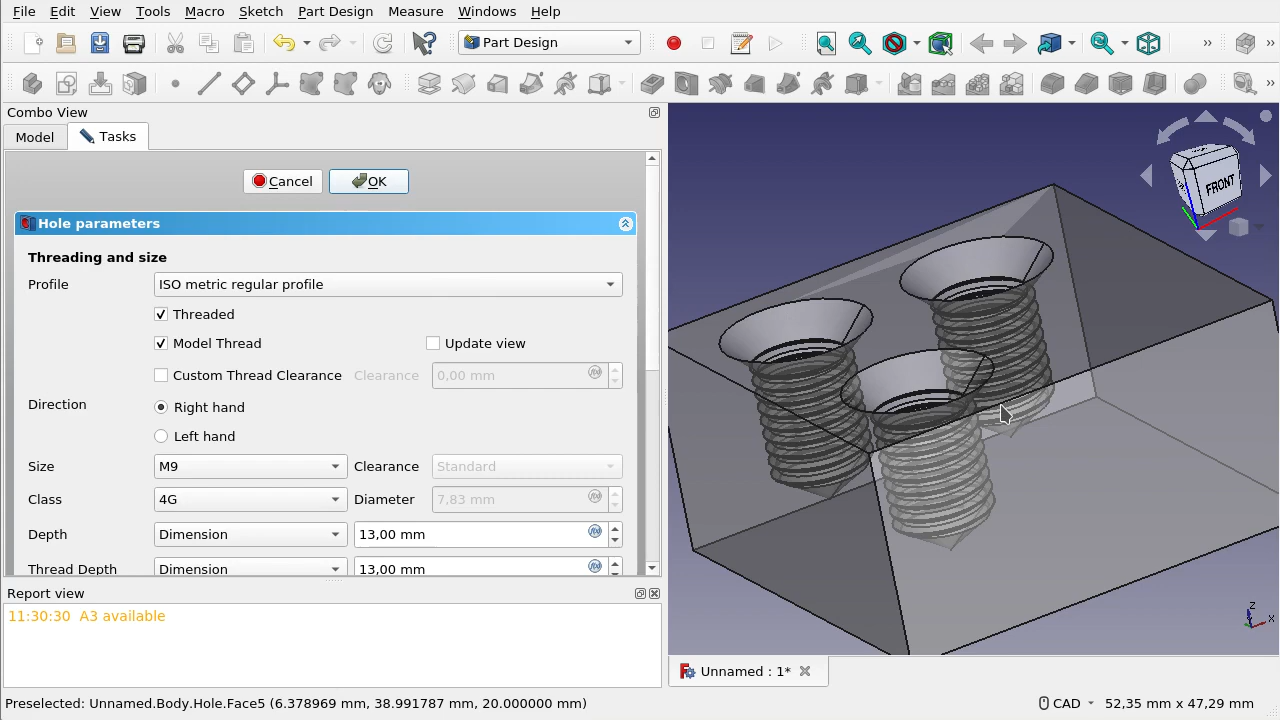 File Edit View Tools Macro Sketch Part Design Measure Windows Help
Part Design
Combo View
Model Tasks
Cancel OK
Hole parameters
Threading and size
Profile ISO metric regular profile
Threaded
Model Thread Update view
Custom Thread Clearance Clearance 0,00 mm
Direction Right hand
Left hand
Size M9 Clearance Standard
Class 4G Diameter 7,83 mm
Depth Dimension 13,00 mm
Thread Depth Dimension 13,00 mm
Report view
11:30:30 A3 available
FRONT
Z
X
Unnamed : 1*
Preselected: Unnamed.Body.Hole.Face5 (6.378969 mm, 38.991787 mm, 20.000000 mm) CAD 52,35 mm x 47,29 mm